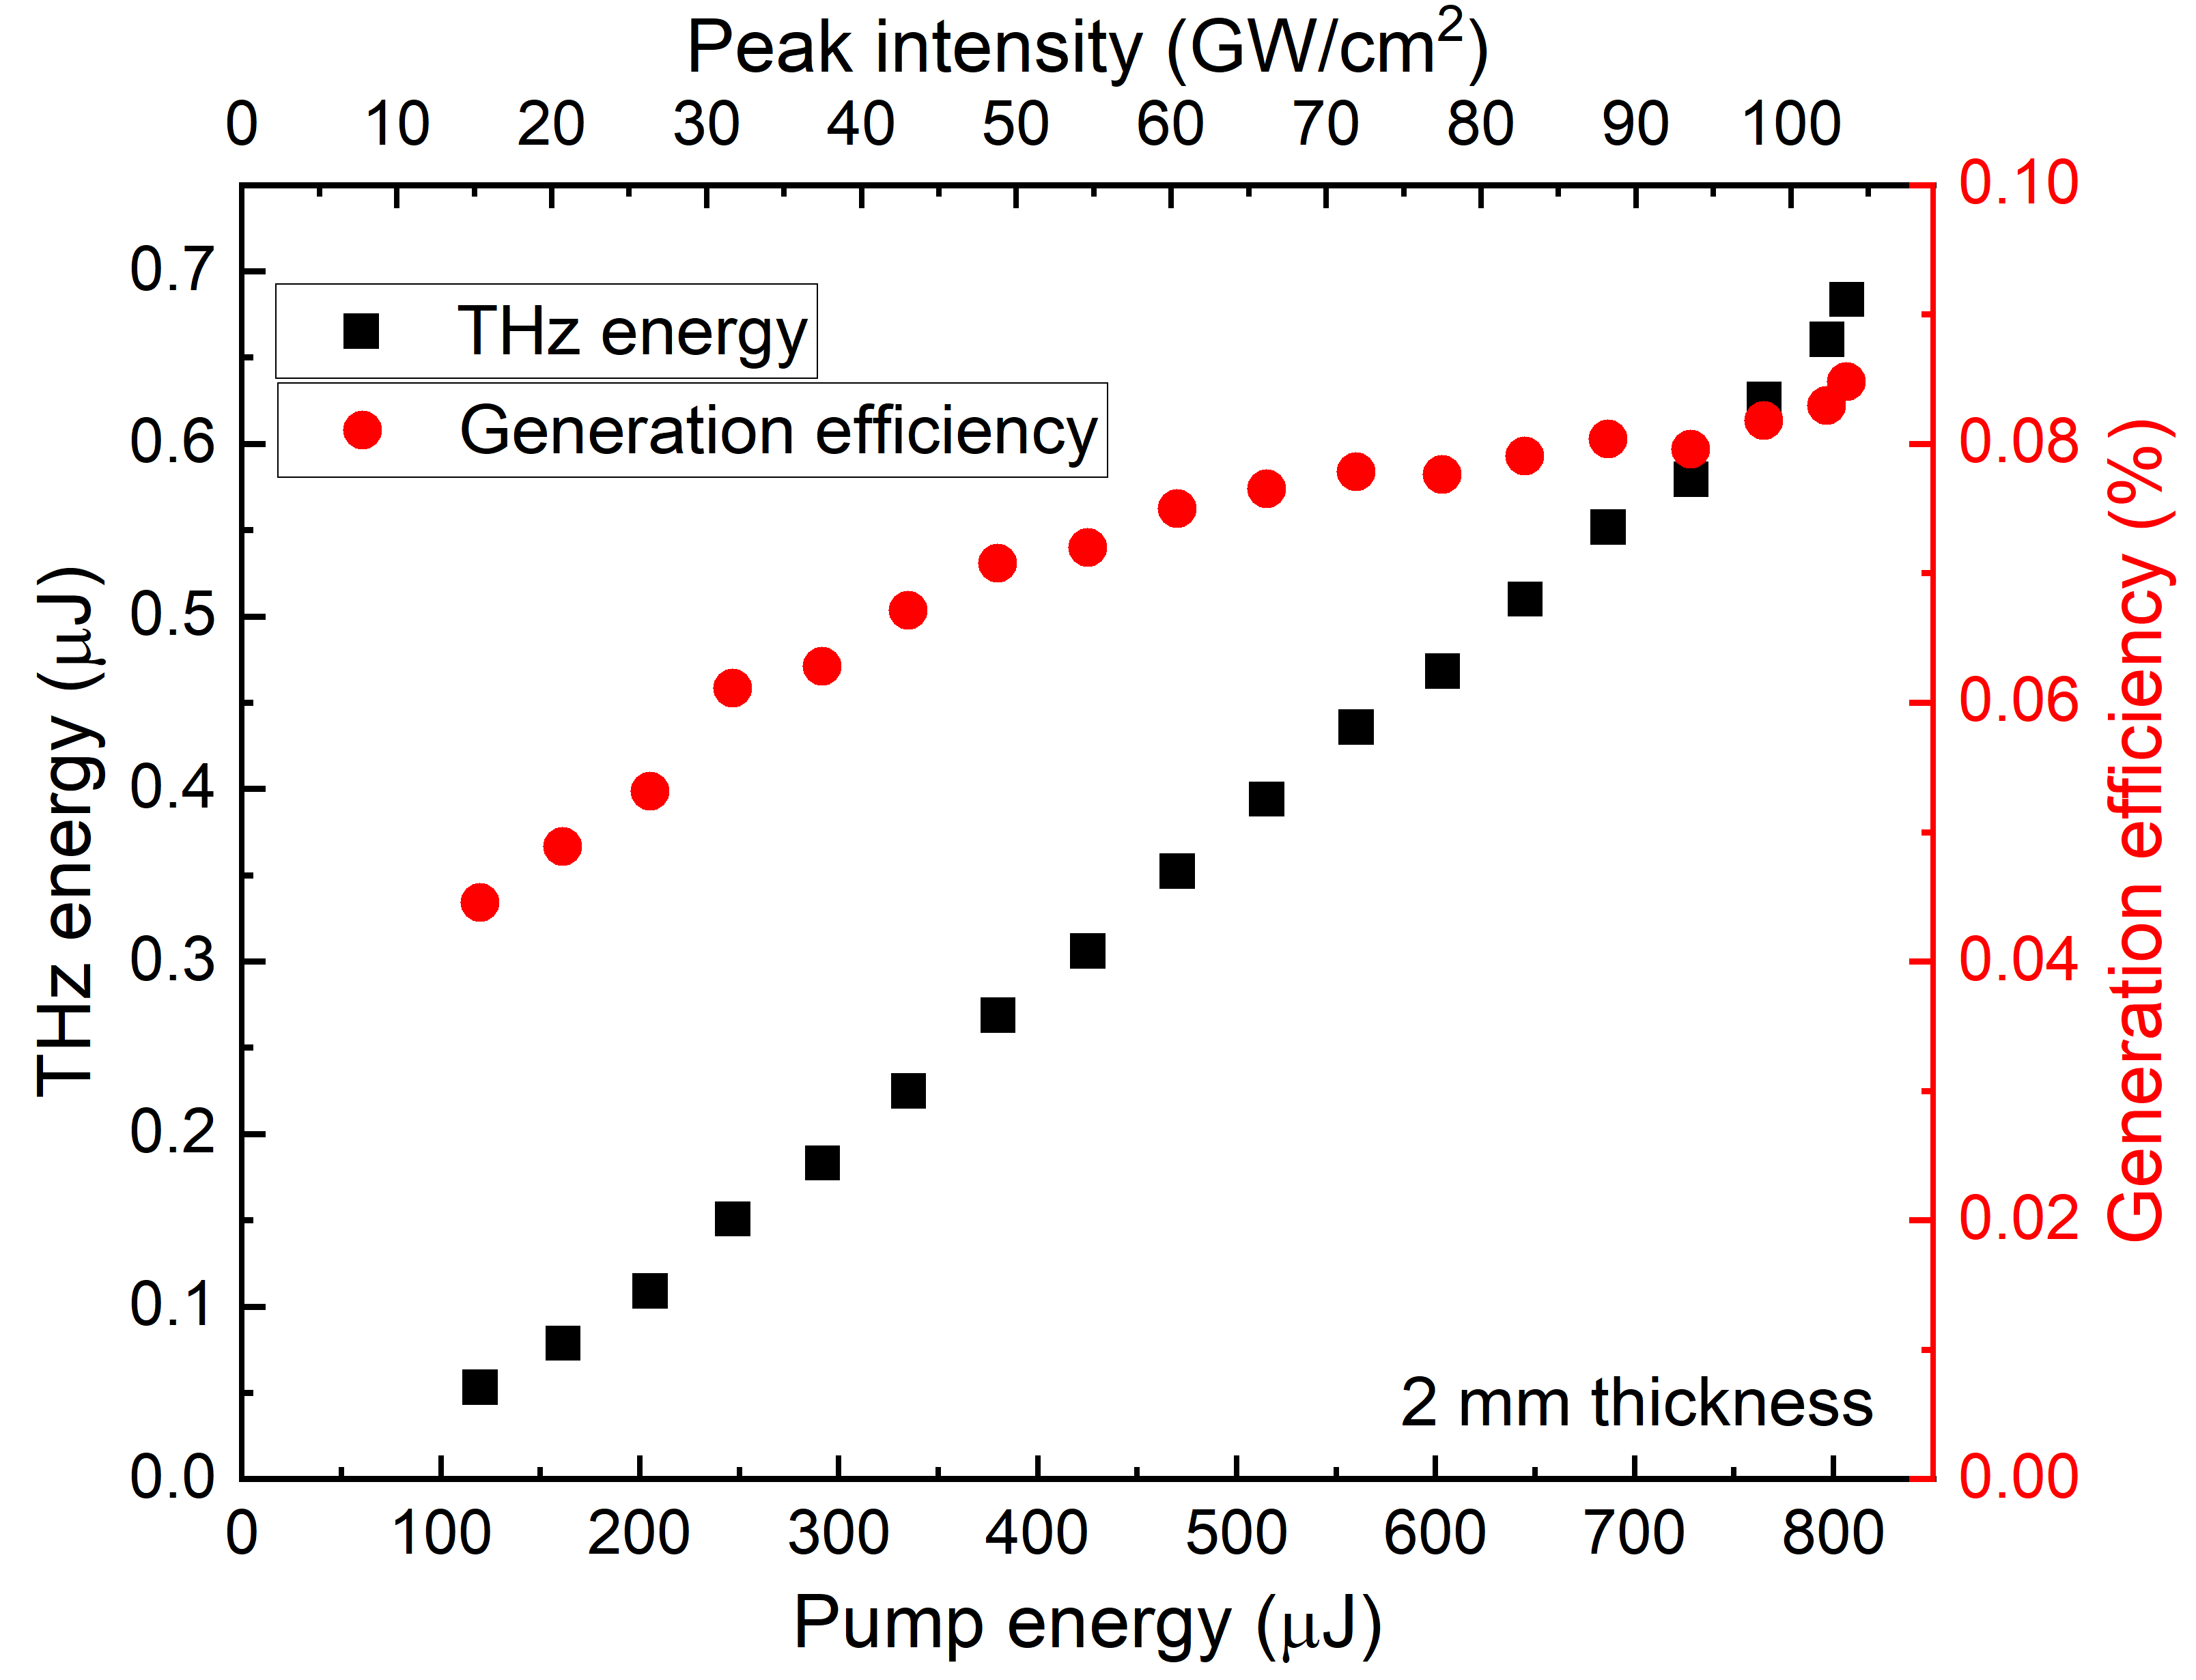 Peak intensity (GW/cm²)
0 10 20 30 40 50 60 70 80 90 100
THz energy
Generation efficiency
THz energy (μJ)
0.7
0.6
0.5
0.4
0.3
0.2
0.1
0.0
0.10
0.08
0.06
0.04
0.02
0.00
Generation efficiency (%)
2 mm thickness
0 100 200 300 400 500 600 700 800
Pump energy (μJ)